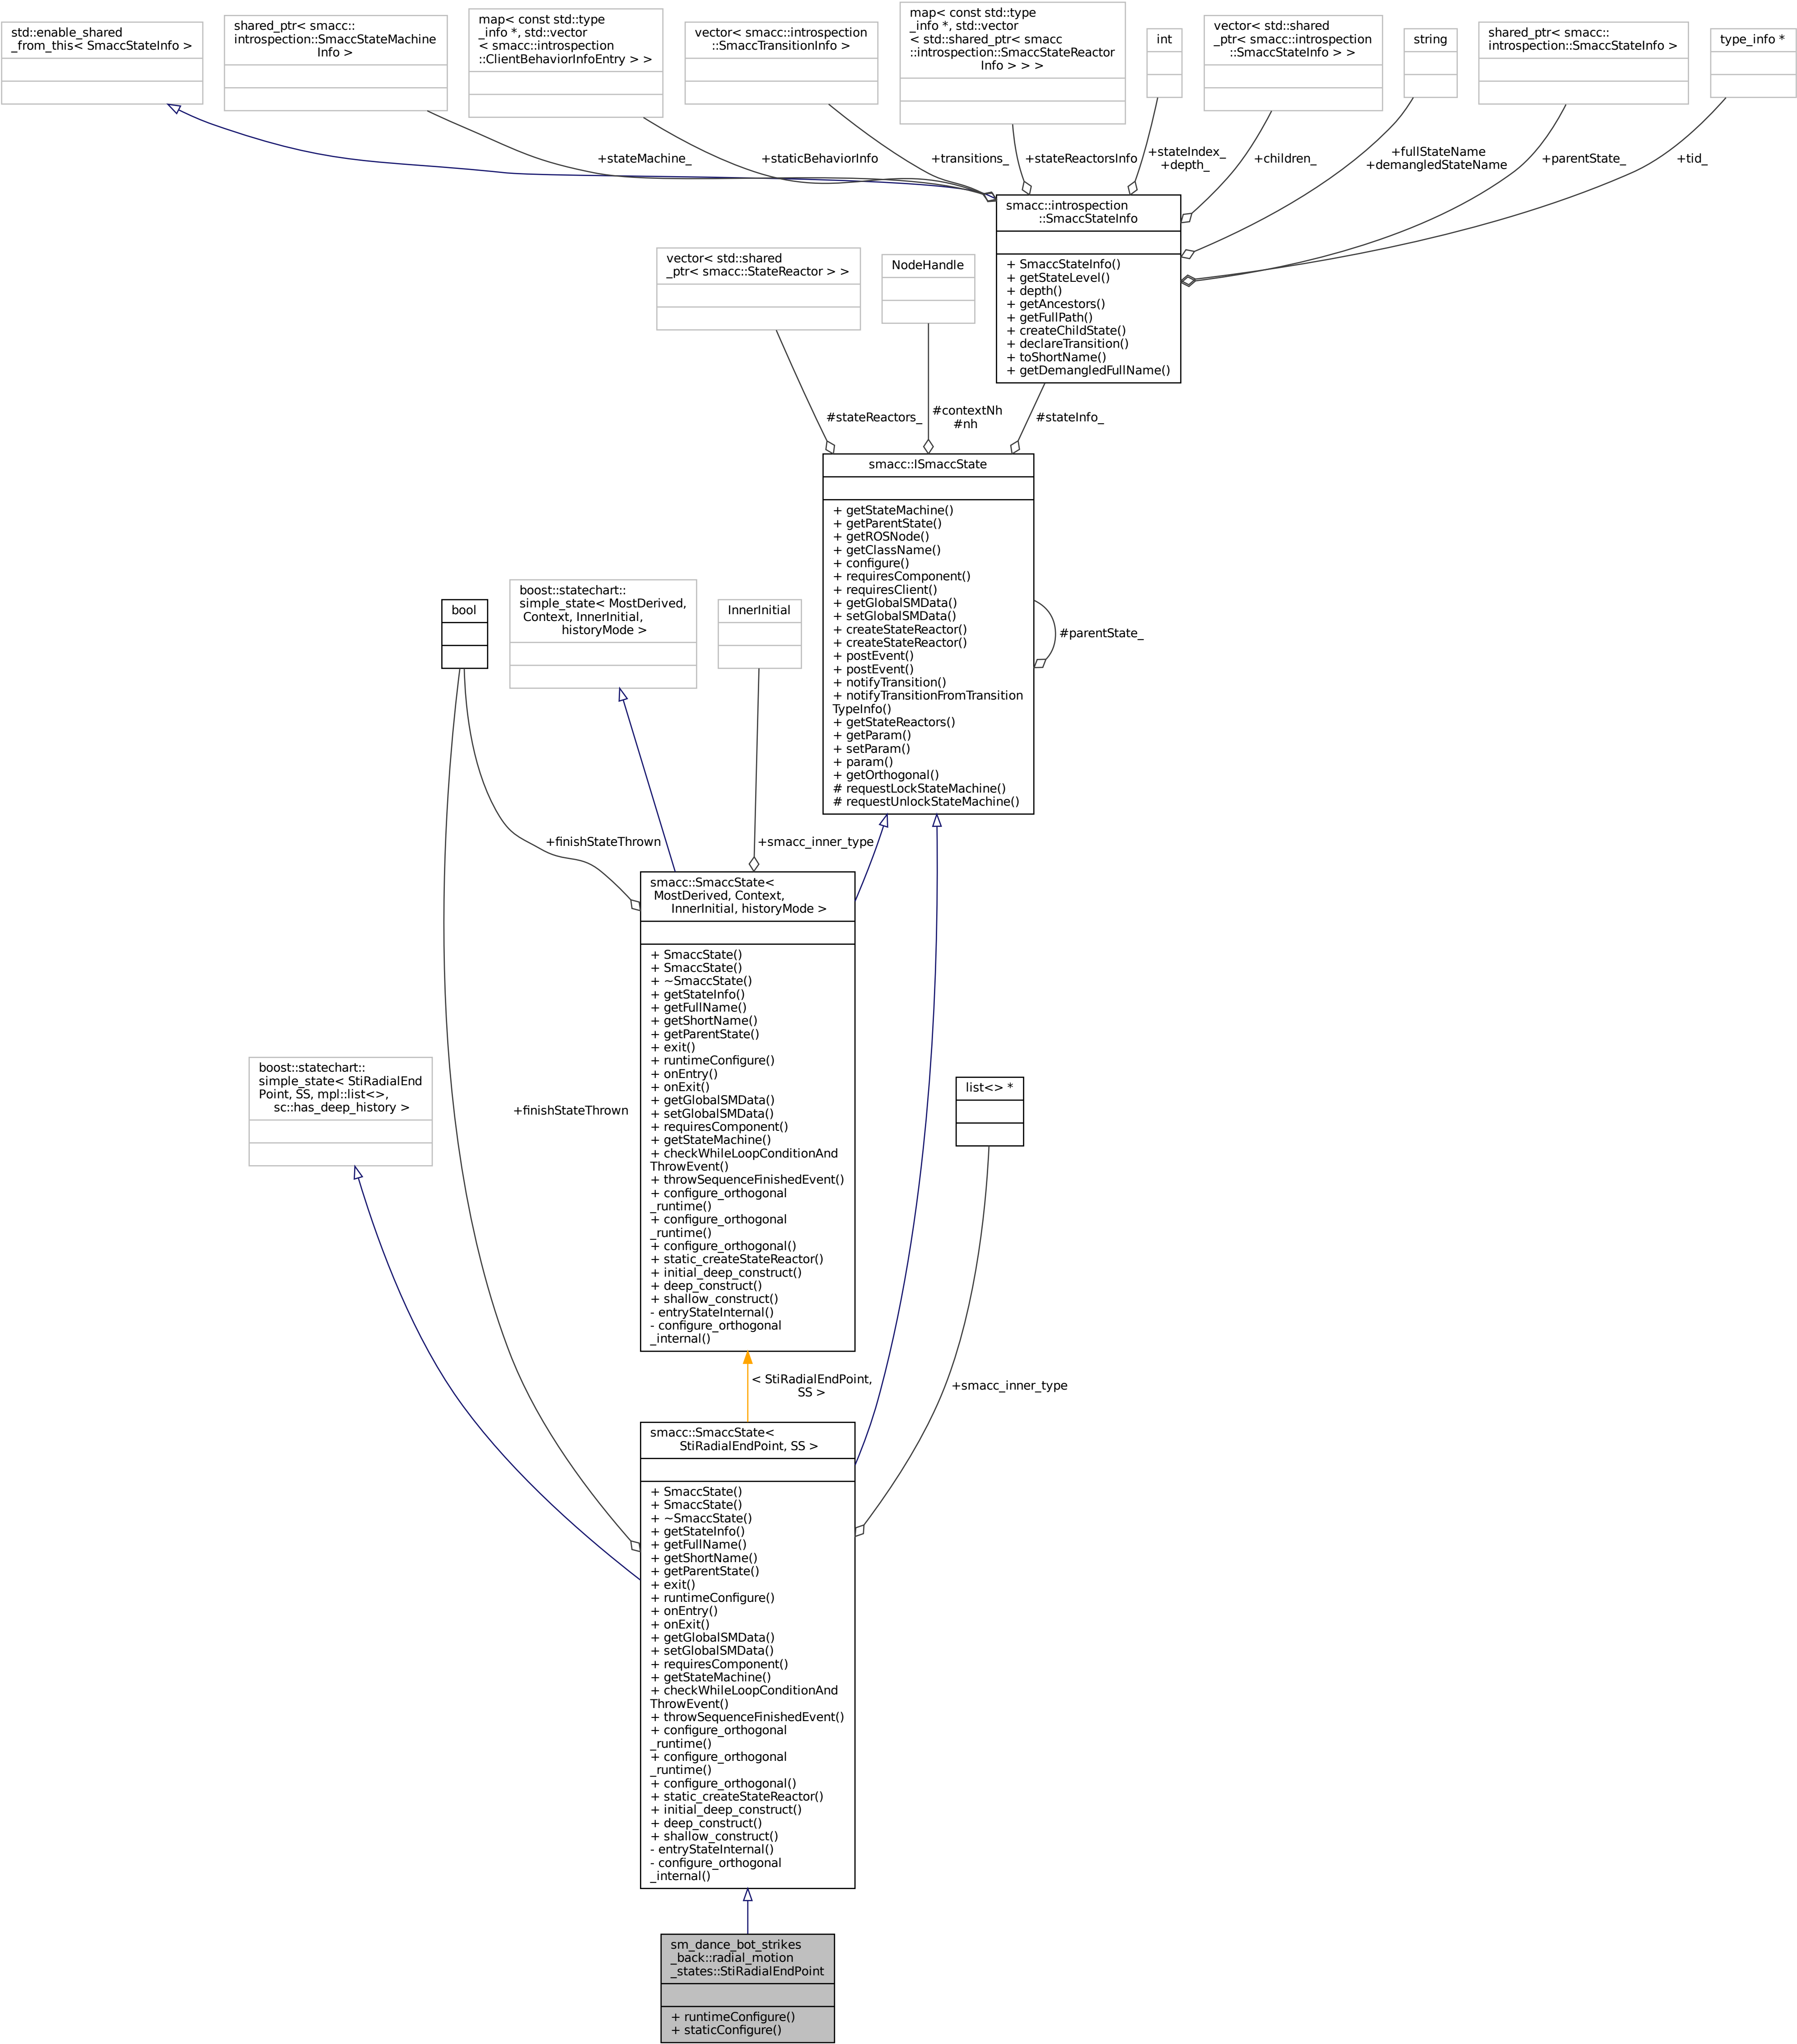 std::enable_shared
_from_this< SmaccStateInfo >
shared_ptr< smacc::
introspection::SmaccStateMachine
Info >
map< const std::type
_info *, std::vector
< smacc::introspection
::ClientBehaviorInfoEntry > >
vector< smacc::introspection
::SmaccTransitionInfo >
map< const std::type
_info *, std::vector
< std::shared_ptr< smacc
::introspection::SmaccStateReactor
Info > > >
int
vector< std::shared
_ptr< smacc::introspection
::SmaccStateInfo > >
string
shared_ptr< smacc::
introspection::SmaccStateInfo >
type_info *
+stateMachine_
+staticBehaviorInfo
+transitions_
+stateReactorsInfo
+stateIndex_
+depth_
+children_
+fullStateName
+demangledStateName
+parentState_
+tid_
smacc::introspection
::SmaccStateInfo
+ SmaccStateInfo()
+ getStateLevel()
+ depth()
+ getAncestors()
+ getFullPath()
+ createChildState()
+ declareTransition()
+ toShortName()
+ getDemangledFullName()
vector< std::shared
_ptr< smacc::StateReactor > >
NodeHandle
#stateReactors_
#contextNh
#nh
#stateInfo_
smacc::ISmaccState
+ getStateMachine()
+ getParentState()
+ getROSNode()
+ getClassName()
+ configure()
+ requiresComponent()
+ requiresClient()
+ getGlobalSMData()
+ setGlobalSMData()
+ createStateReactor()
+ createStateReactor()
+ postEvent()
+ postEvent()
+ notifyTransition()
+ notifyTransitionFromTransition
TypeInfo()
+ getStateReactors()
+ getParam()
+ setParam()
+ param()
+ getOrthogonal()
# requestLockStateMachine()
# requestUnlockStateMachine()
#parentState_
bool
boost::statechart::
simple_state< MostDerived,
Context, InnerInitial,
historyMode >
InnerInitial
+finishStateThrown
+smacc_inner_type
smacc::SmaccState<
MostDerived, Context,
InnerInitial, historyMode >
+ SmaccState()
+ SmaccState()
+ ~SmaccState()
+ getStateInfo()
+ getFullName()
+ getShortName()
+ getParentState()
+ exit()
+ runtimeConfigure()
+ onEntry()
+ onExit()
+ getGlobalSMData()
+ setGlobalSMData()
+ requiresComponent()
+ getStateMachine()
+ checkWhileLoopConditionAnd
ThrowEvent()
+ throwSequenceFinishedEvent()
+ configure_orthogonal
_runtime()
+ configure_orthogonal
_runtime()
+ configure_orthogonal()
+ static_createStateReactor()
+ initial_deep_construct()
+ deep_construct()
+ shallow_construct()
- entryStateInternal()
- configure_orthogonal
_internal()
boost::statechart::
simple_state< StiRadialEnd
Point, SS, mpl::list<>,
sc::has_deep_history >
+finishStateThrown
list<> *
< StiRadialEndPoint,
SS >
+smacc_inner_type
smacc::SmaccState<
StiRadialEndPoint, SS >
+ SmaccState()
+ SmaccState()
+ ~SmaccState()
+ getStateInfo()
+ getFullName()
+ getShortName()
+ getParentState()
+ exit()
+ runtimeConfigure()
+ onEntry()
+ onExit()
+ getGlobalSMData()
+ setGlobalSMData()
+ requiresComponent()
+ getStateMachine()
+ checkWhileLoopConditionAnd
ThrowEvent()
+ throwSequenceFinishedEvent()
+ configure_orthogonal
_runtime()
+ configure_orthogonal
_runtime()
+ configure_orthogonal()
+ static_createStateReactor()
+ initial_deep_construct()
+ deep_construct()
+ shallow_construct()
- entryStateInternal()
- configure_orthogonal
_internal()
sm_dance_bot_strikes
_back::radial_motion
_states::StiRadialEndPoint
+ runtimeConfigure()
+ staticConfigure()